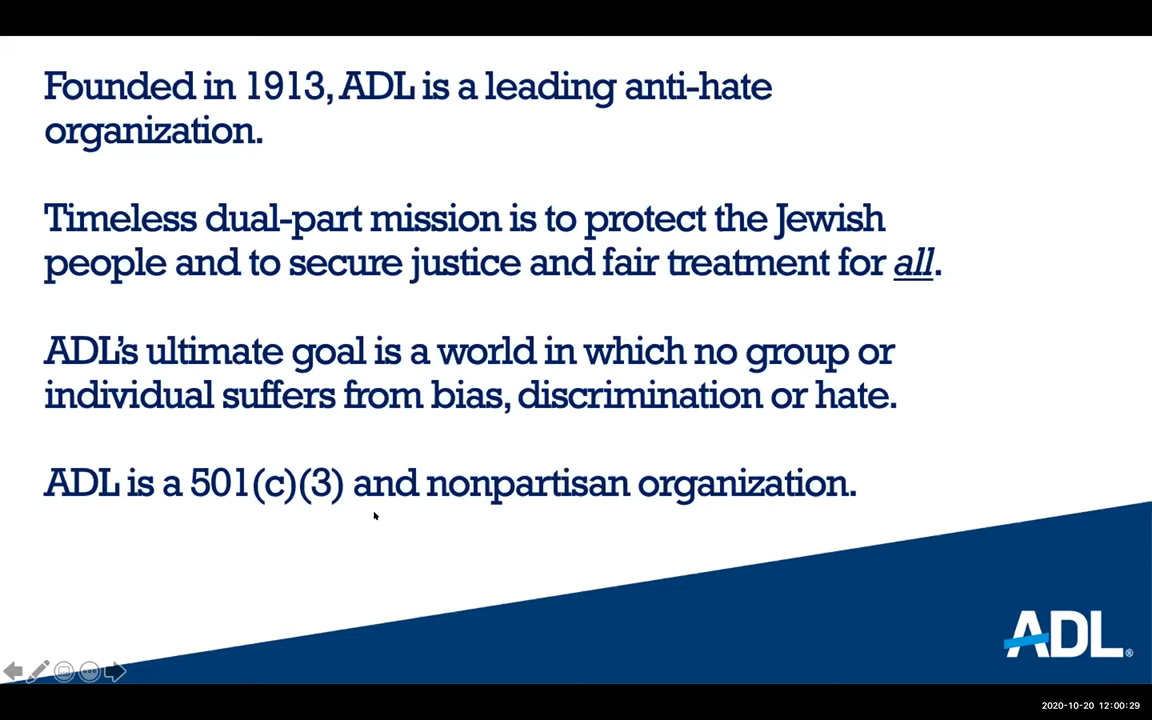 Founded in 1913, ADL is a leading anti-hate
organization.
Timeless dual-part mission is to protect the Jewish
people and to secure justice and fair treatment for all.
ADL's ultimate goal is a world in which no group or
individual suffers from bias, discrimination or hate.
ADL is a 501(c)(3) and nonpartisan organization.
ADL®
2020-10-20 12:00:29